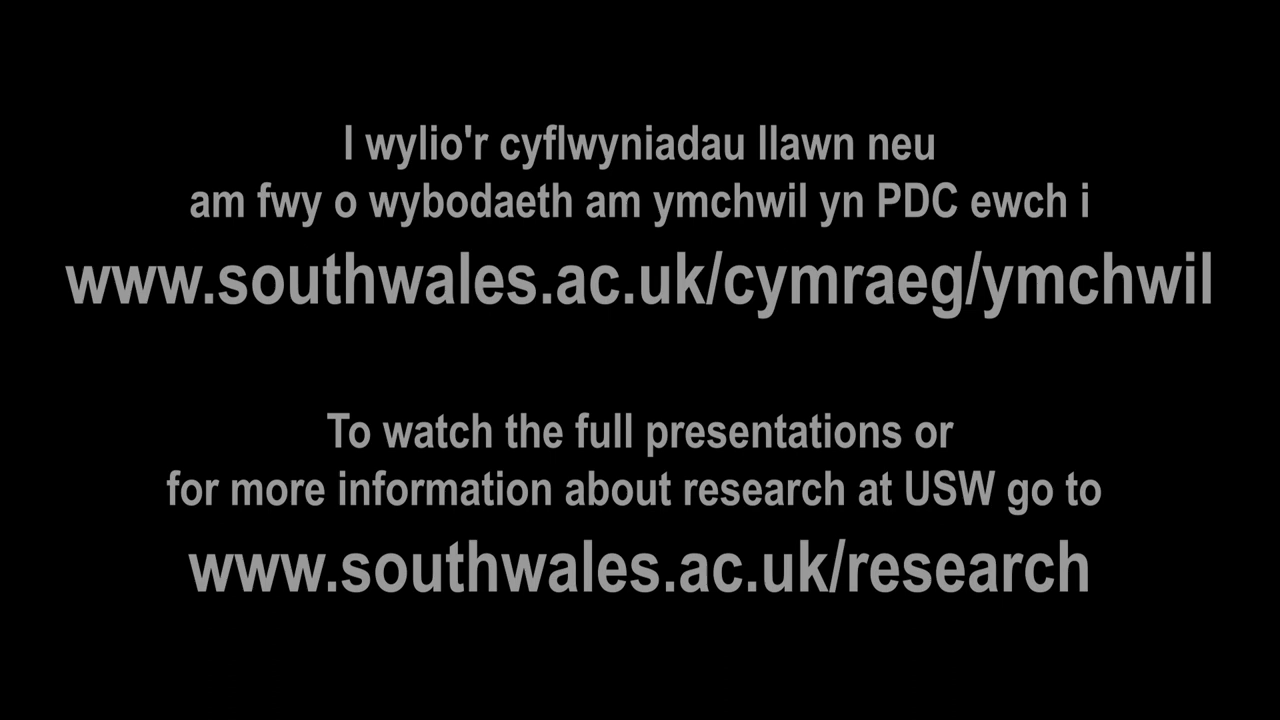 I wylio'r cyflwyniadau llawn neu
am fwy o wybodaeth am ymchwil yn PDC ewch i
www.southwales.ac.uk/cymraeg/ymchwil
To watch the full presentations or
for more information about research at USW go to
www.southwales.ac.uk/research